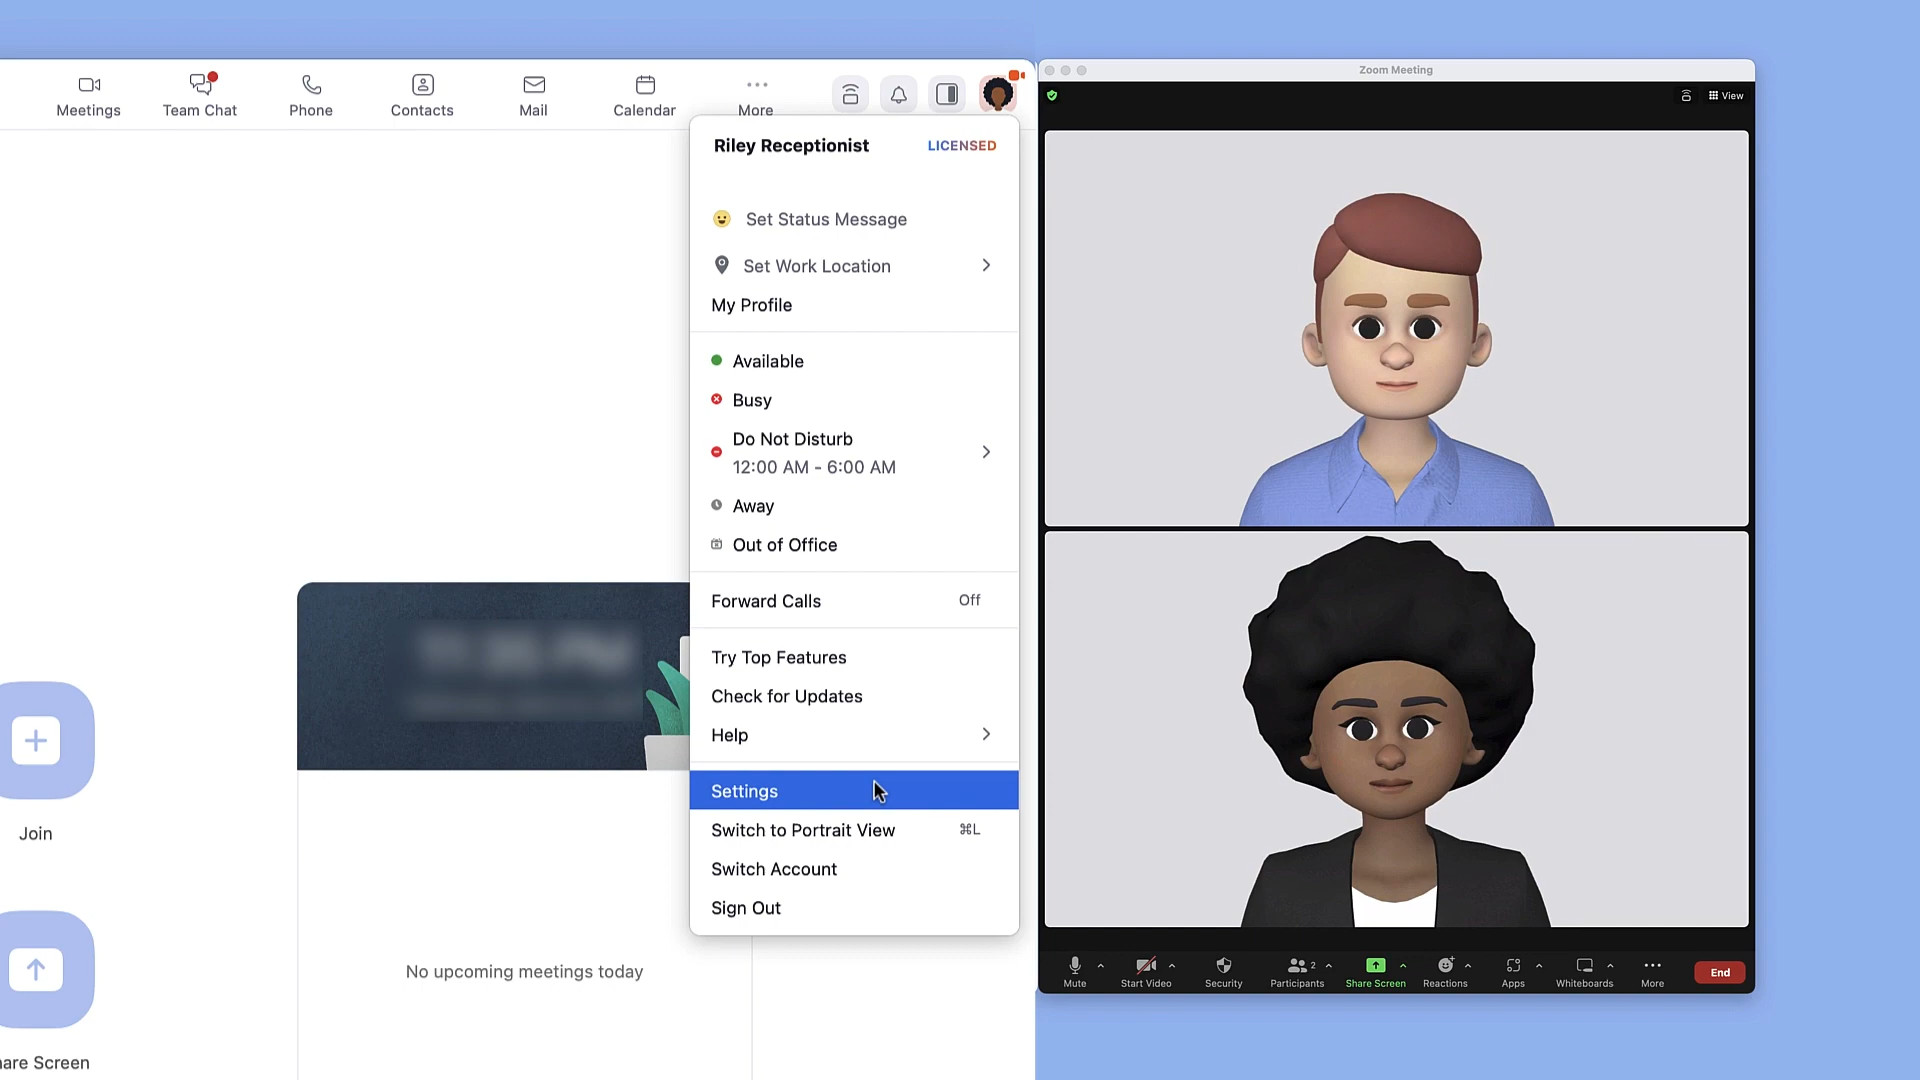 Meetings
Team Chat
Phone
Contacts
Mail
Calendar
More
Riley Receptionist LICENSED
Set Status Message
Set Work Location
My Profile
Available
Busy
Do Not Disturb
12:00 AM - 6:00 AM
Away
Out of Office
Forward Calls Off
Try Top Features
Check for Updates
Help
Settings
Switch to Portrait View ⌘L
Switch Account
Sign Out
Join
are Screen
No upcoming meetings today
Zoom Meeting
View
Mute
Start Video
Security
2
Participants
Share Screen
Reactions
Apps
Whiteboards
More
End